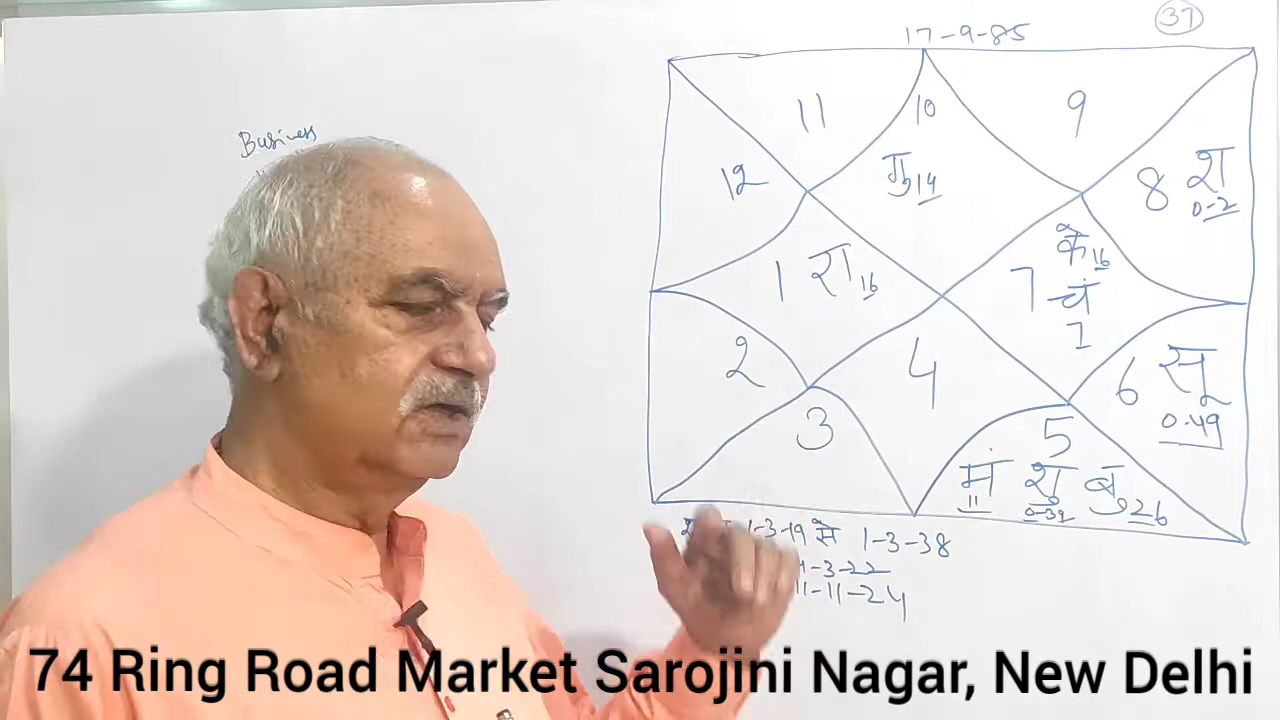 37
17-9-85
Business
11
10
9
12
गु 14
8 श
0-2
के 16
1 रा 16
7 चं
1
2
4
6 सू
0-49
3
5
मं 11 शु 0-39 बु 26
1-3-19 से 1-3-38
-3-22
11-11-24
74 Ring Road Market Sarojini Nagar, New Delhi